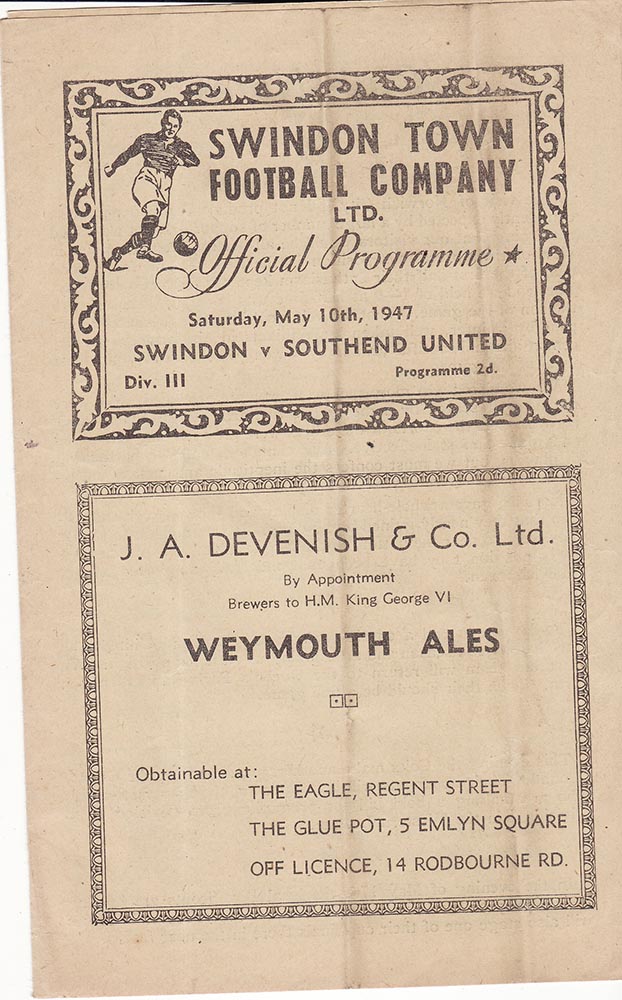 SWINDON TOWN
FOOTBALL COMPANY
LTD.
Official Programme
Saturday, May 10th, 1947
SWINDON v SOUTHEND UNITED
Div. III
Programme 2d.
J. A. DEVENISH & Co. Ltd.
By Appointment
Brewers to H.M. King George VI
WEYMOUTH ALES
Obtainable at:
THE EAGLE, REGENT STREET
THE GLUE POT, 5 EMLYN SQUARE
OFF LICENCE, 14 RODBOURNE RD.